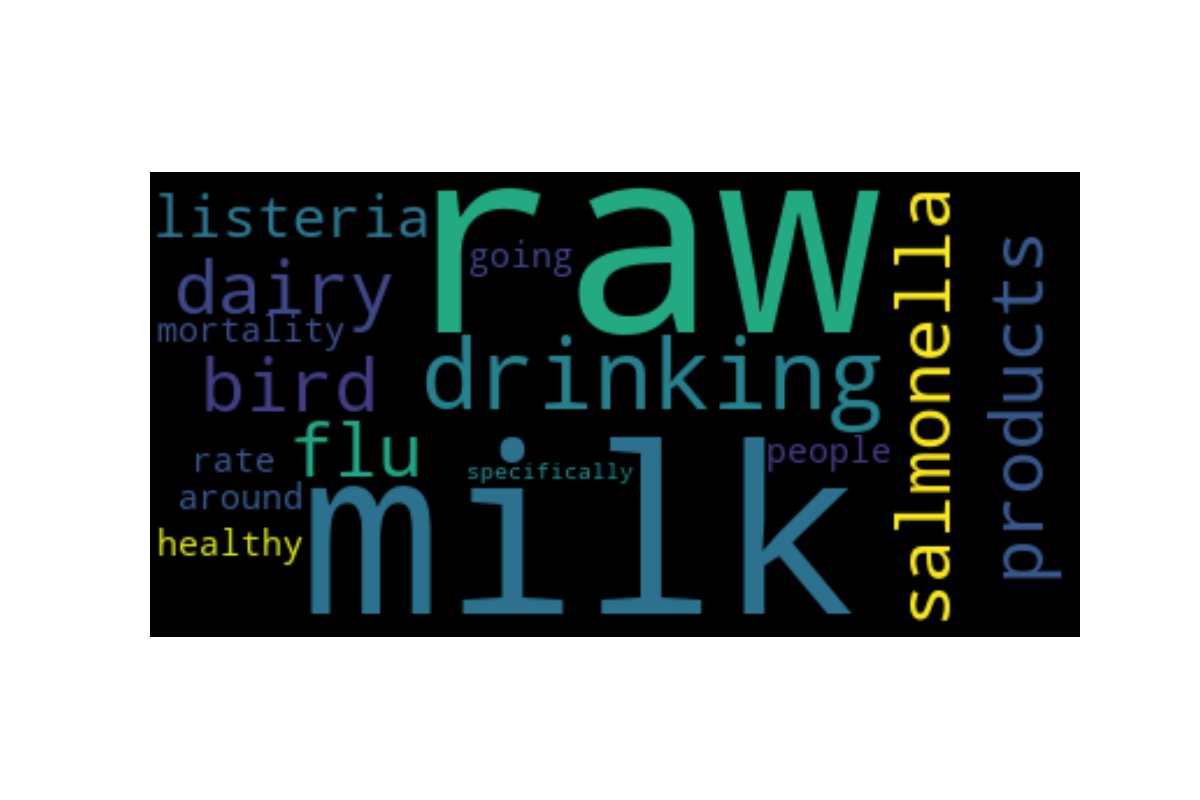 listeria
raw
going
dairy
mortality
bird
drinking
flu
people
rate
specifically
around
milk
healthy
salmonella
products